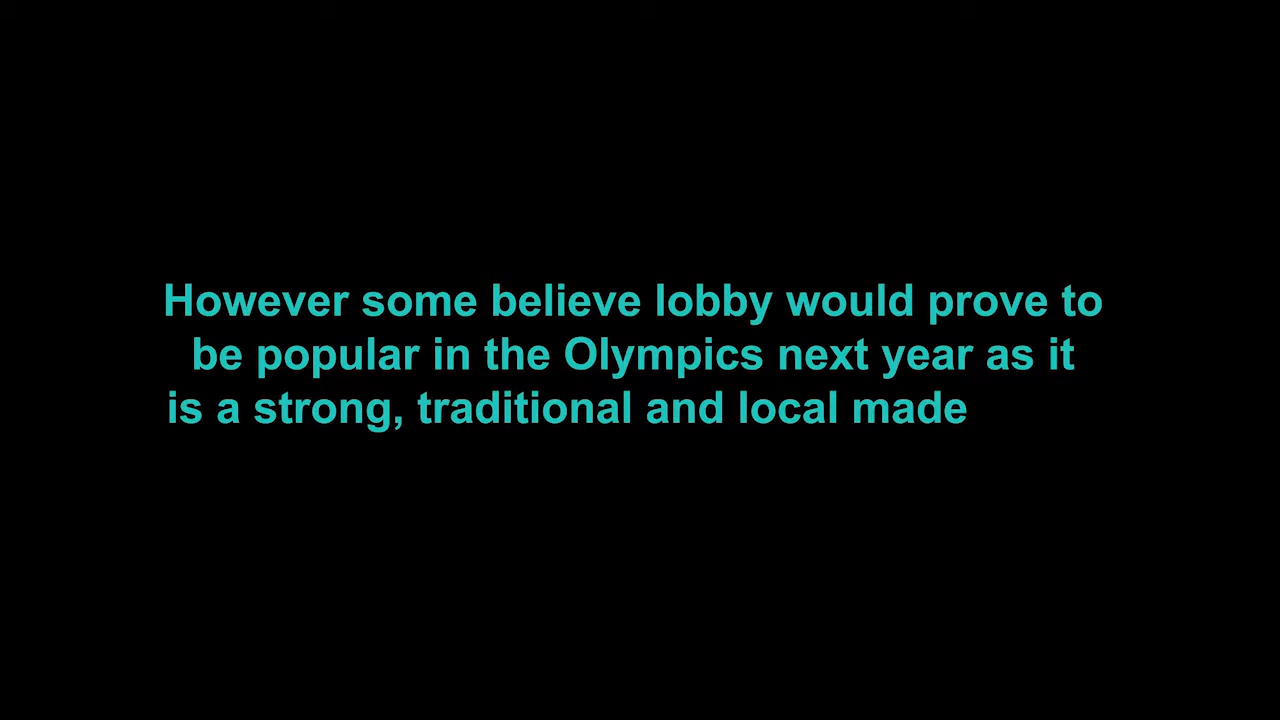 However some believe lobby would prove to
be popular in the Olympics next year as it
is a strong, traditional and local made